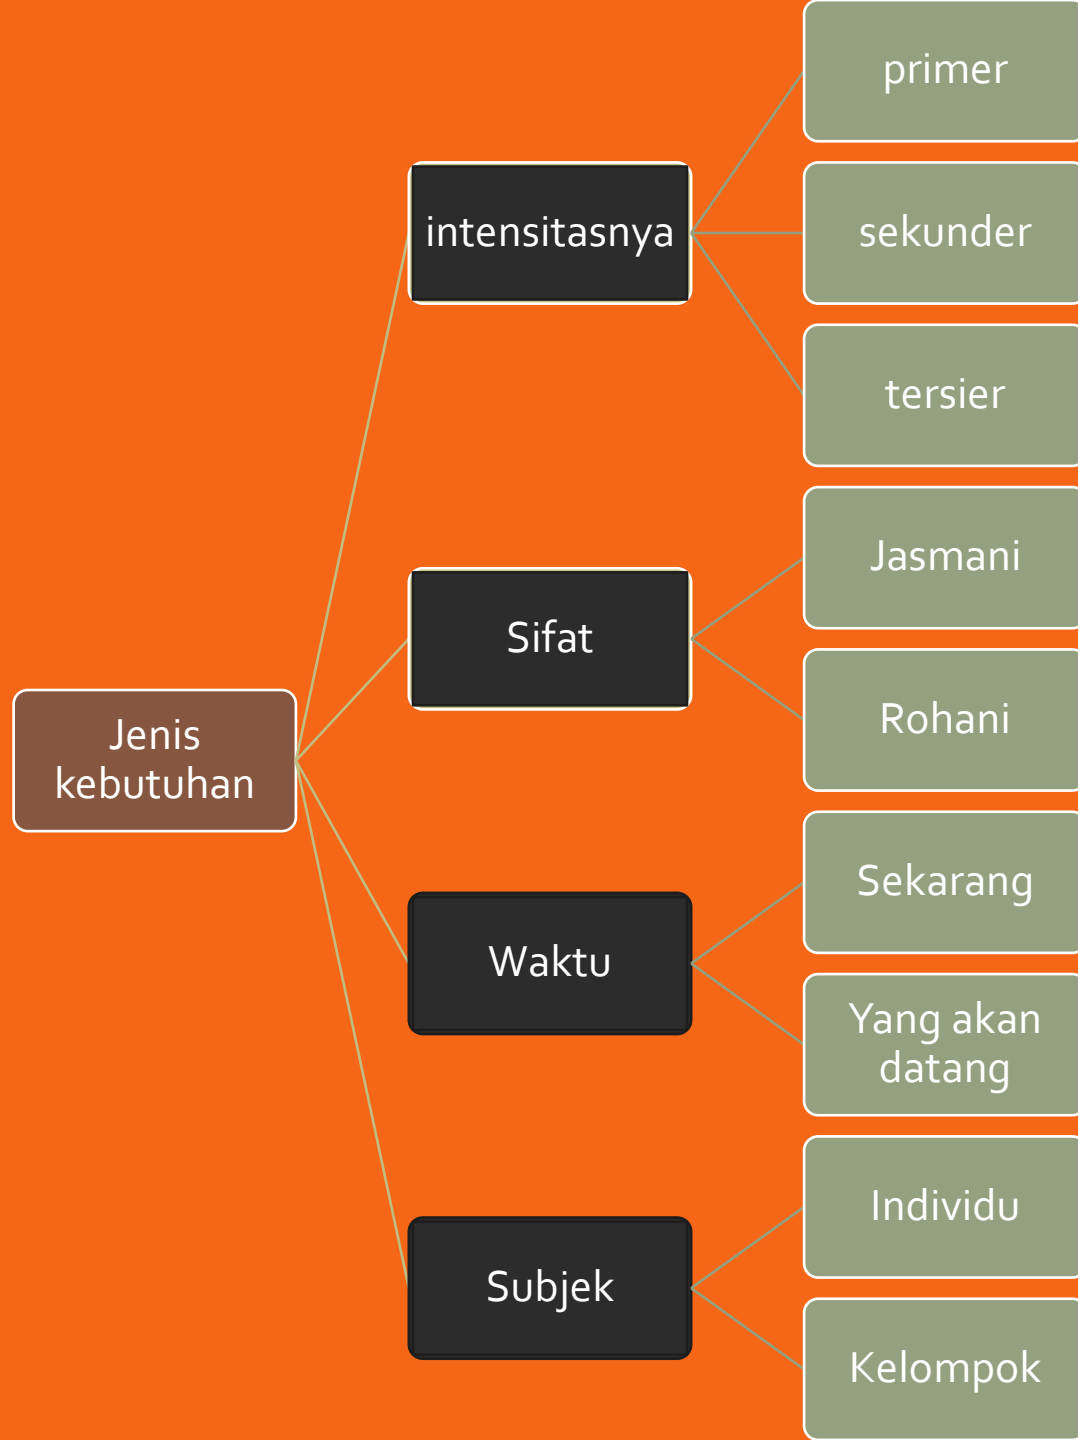 Jenis
kebutuhan
intensitasnya
primer
sekunder
tersier
Sifat
Jasmani
Rohani
Waktu
Sekarang
Yang akan
datang
Subjek
Individu
Kelompok